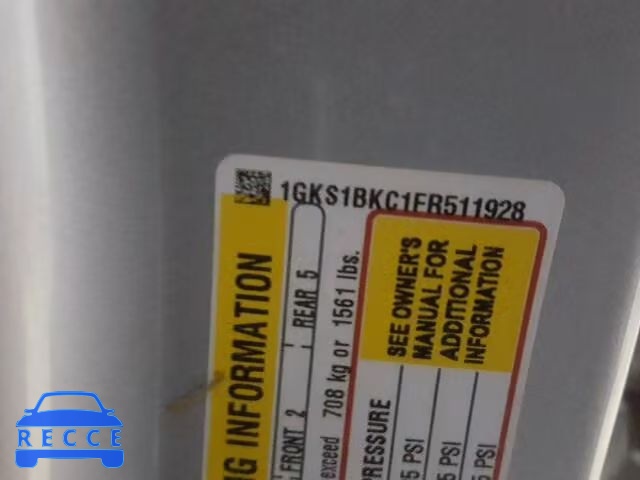 1GKS1BKC1FR511928
NG INFORMATION
FRONT 2
REAR 5
exceed 708 kg or 1561 lbs.
PRESSURE
SEE OWNER'S
MANUAL FOR
ADDITIONAL
INFORMATION
5 PSI
5 PSI
5 PSI
RECCE